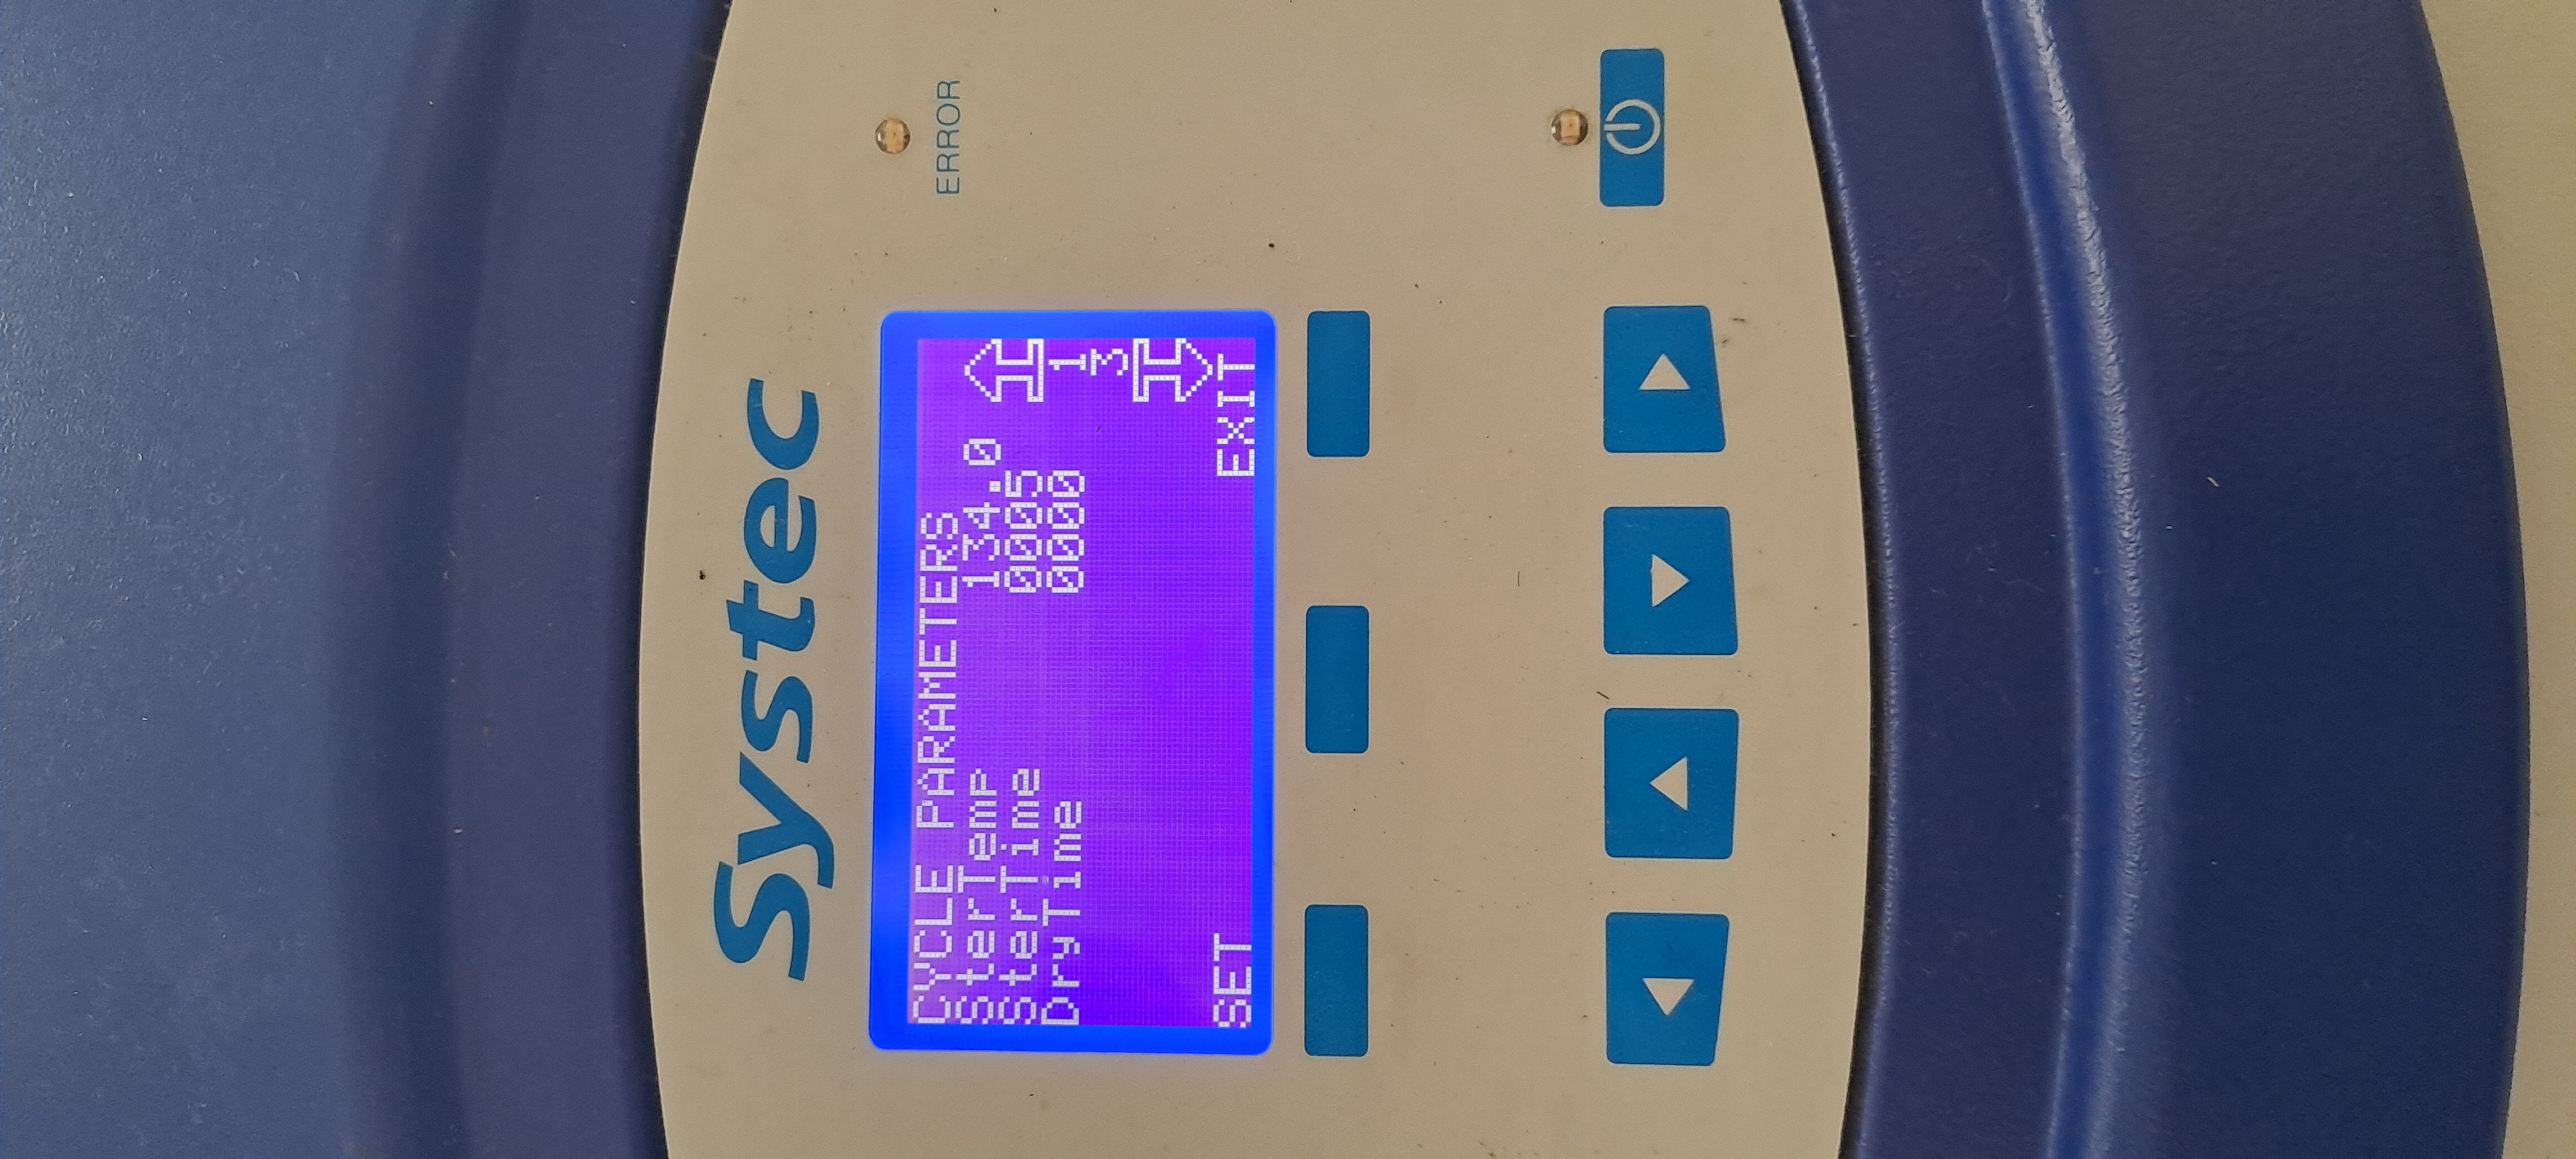 Systec
CYCLE PARAMETERS
SterTemp 134.0
SterTime 0005
DryTime 0000
1
3
SET EXIT
ERROR